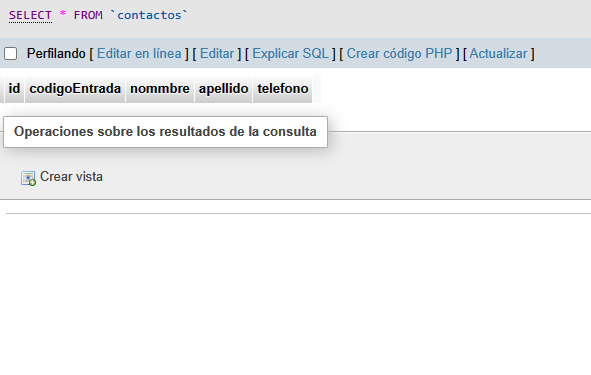 SELECT * FROM `contactos`
Perfilando [ Editar en línea ] [ Editar ] [ Explicar SQL ] [ Crear código PHP ] [ Actualizar ]
id codigoEntrada nommbre apellido telefono
Operaciones sobre los resultados de la consulta
Crear vista